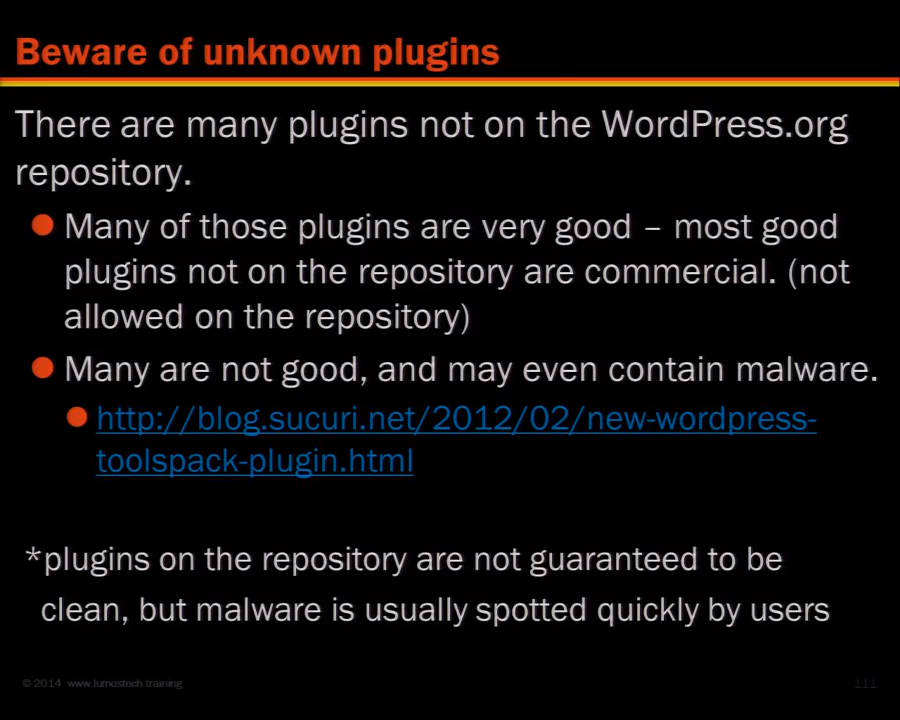 Beware of unknown plugins
There are many plugins not on the WordPress.org
repository.
Many of those plugins are very good – most good
plugins not on the repository are commercial. (not
allowed on the repository)
Many are not good, and may even contain malware.
http://blog.sucuri.net/2012/02/new-wordpress-
toolspack-plugin.html
*plugins on the repository are not guaranteed to be
clean, but malware is usually spotted quickly by users
© 2014 www.lumostech.training
111